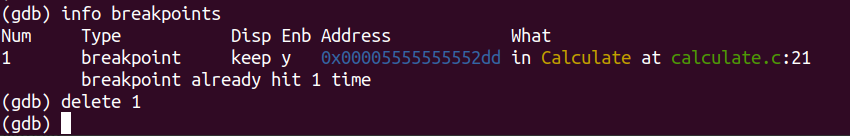 (gdb) info breakpoints
Num     Type           Disp Enb Address            What
1       breakpoint     keep y   0x00005555555552dd in Calculate at calculate.c:21
        breakpoint already hit 1 time
(gdb) delete 1
(gdb)